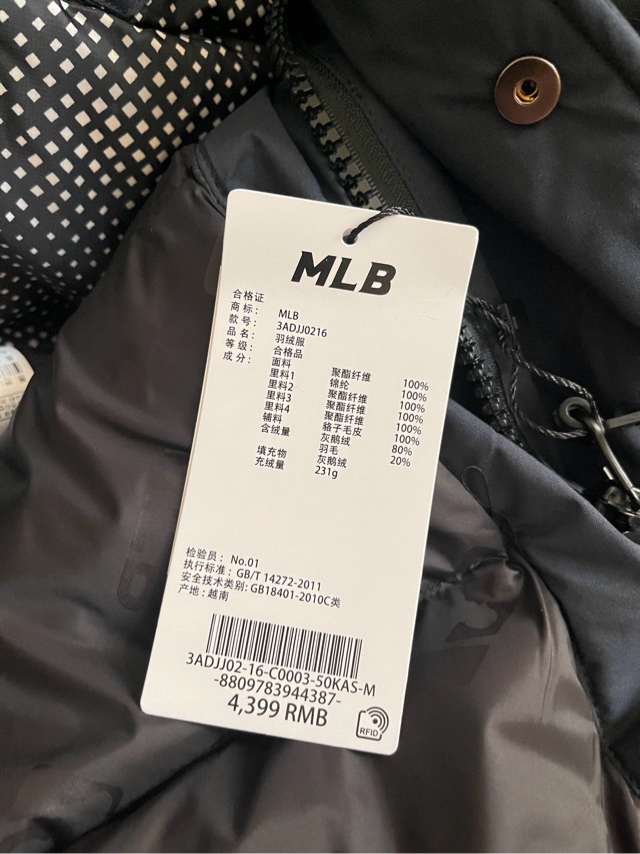 MLB
合格证
商标： MLB
款号： 3ADJJ0216
品名： 羽绒服
等级： 合格品
成分： 面料 聚酯纤维 100%
里料1 锦纶 100%
里料2 聚酯纤维 100%
里料3 聚酯纤维 100%
里料4 聚酯纤维 100%
辅料 貉子毛皮 100%
含绒量 灰鹅绒 80%
羽毛 20%
填充物 灰鹅绒
充绒量 231g
检验员： No.01
执行标准： GB/T 14272-2011
安全技术类别: GB18401-2010C类
产地: 越南
3ADJJ02-16-C0003-50KAS-M
-8809783944387-
4,399 RMB
RFID